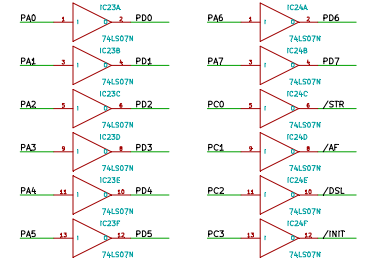 IC23A
PA0 1 2 PD0
74LS07N
IC23B
PA1 3 4 PD1
74LS07N
IC23C
PA2 5 6 PD2
74LS07N
IC23D
PA3 9 8 PD3
74LS07N
IC23E
PA4 11 10 PD4
74LS07N
IC23F
PA5 13 12 PD5
74LS07N
IC24A
PA6 1 2 PD6
74LS07N
IC24B
PA7 3 4 PD7
74LS07N
IC24C
PC0 5 6 /STR
74LS07N
IC24D
PC1 9 8 /AF
74LS07N
IC24E
PC2 11 10 /DSL
74LS07N
IC24F
PC3 13 12 /INIT
74LS07N